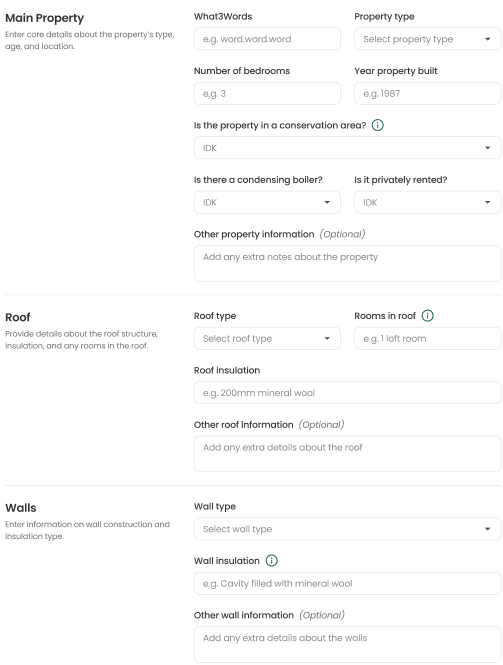 Main Property
Enter core details about the property's type,
age, and location.
What3Words
Property type
e.g. word.word.word
Select property type
Number of bedrooms
Year property built
e.g. 3
e.g. 1987
Is the property in a conservation area?
IDK
Is there a condensing boiler?
Is it privately rented?
IDK
IDK
Other property information (Optional)
Add any extra notes about the property
Roof
Provide details about the roof structure,
insulation, and any rooms in the roof.
Roof type
Rooms in roof
Select roof type
e.g. 1 loft room
Roof insulation
e.g. 200mm mineral wool
Other roof information (Optional)
Add any extra details about the roof
Walls
Enter information on wall construction and
insulation type.
Wall type
Select wall type
Wall insulation
e.g. Cavity filled with mineral wool
Other wall information (Optional)
Add any extra details about the walls